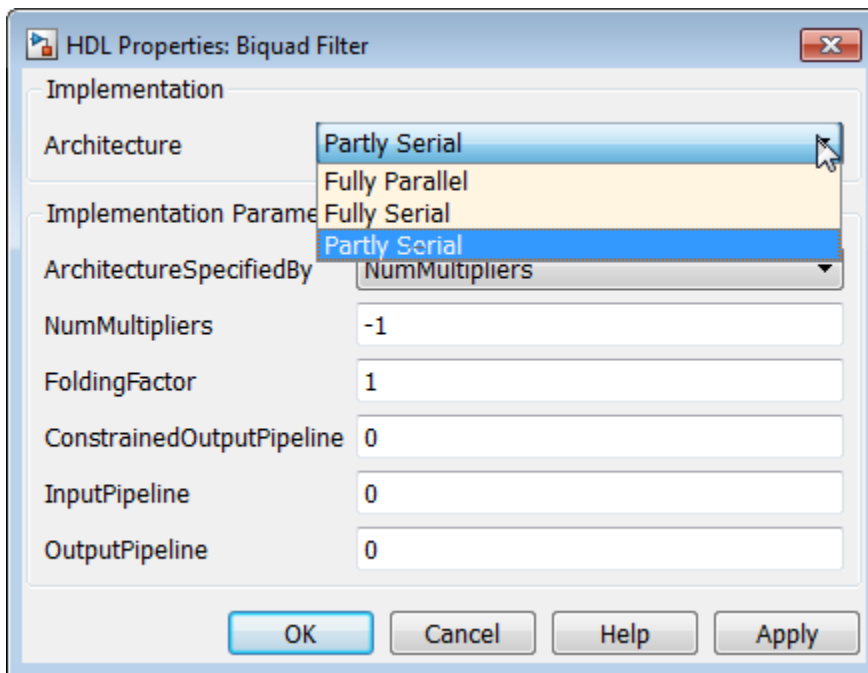 HDL Properties: Biquad Filter
Implementation
Architecture Partly Serial
Fully Parallel
Implementation Parame Fully Serial
Partly Serial
ArchitectureSpecifiedBy NumMultipliers
NumMultipliers -1
FoldingFactor 1
ConstrainedOutputPipeline 0
InputPipeline 0
OutputPipeline 0
OK Cancel Help Apply